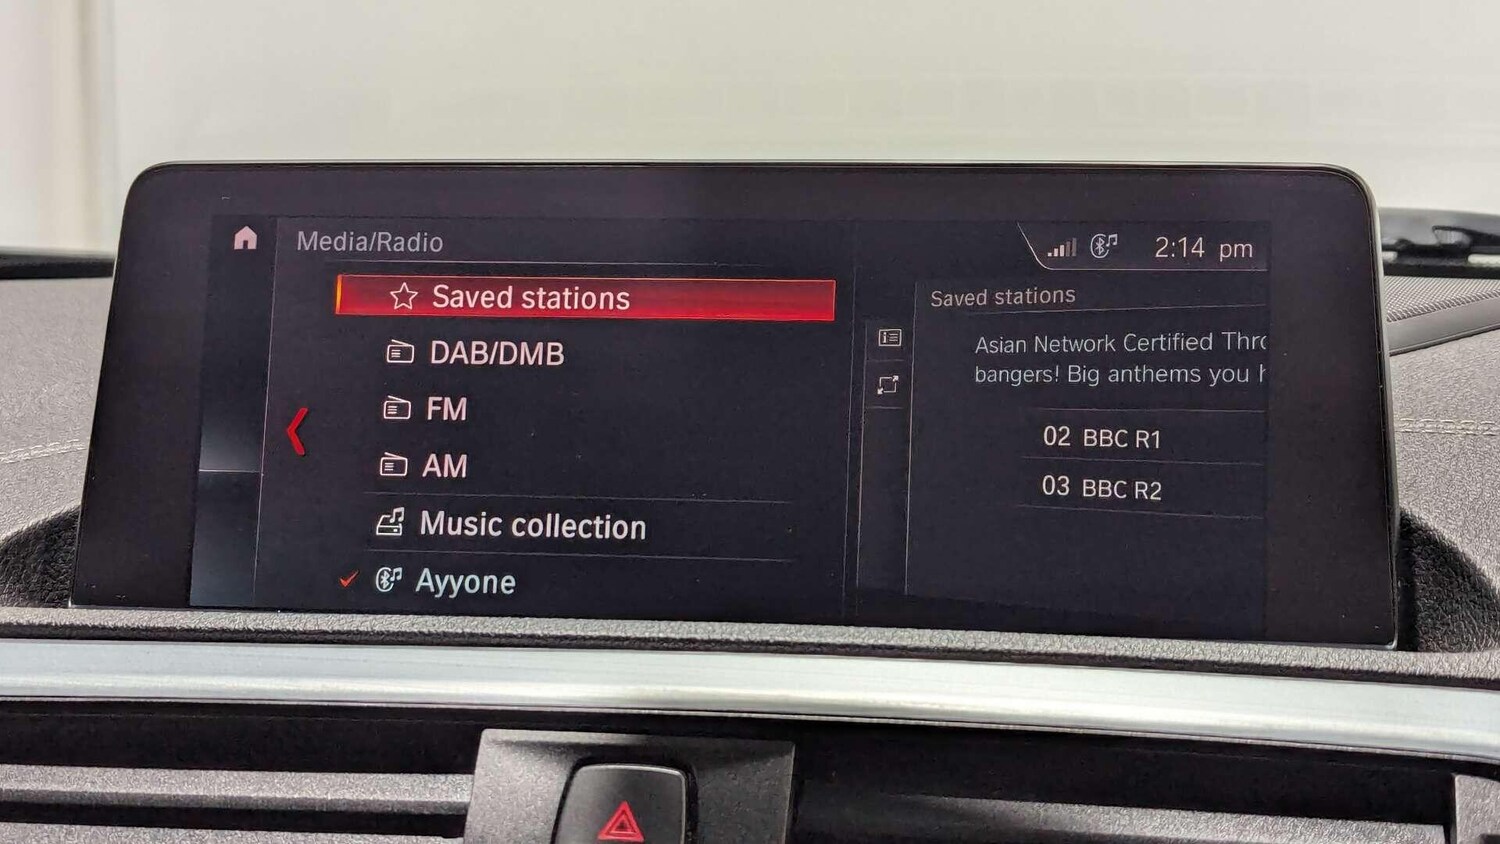 Media/Radio
2:14 pm
Saved stations
DAB/DMB
FM
AM
Music collection
Ayyone
Saved stations
Asian Network Certified
bangers! Big anthems you
02 BBC R1
03 BBC R2